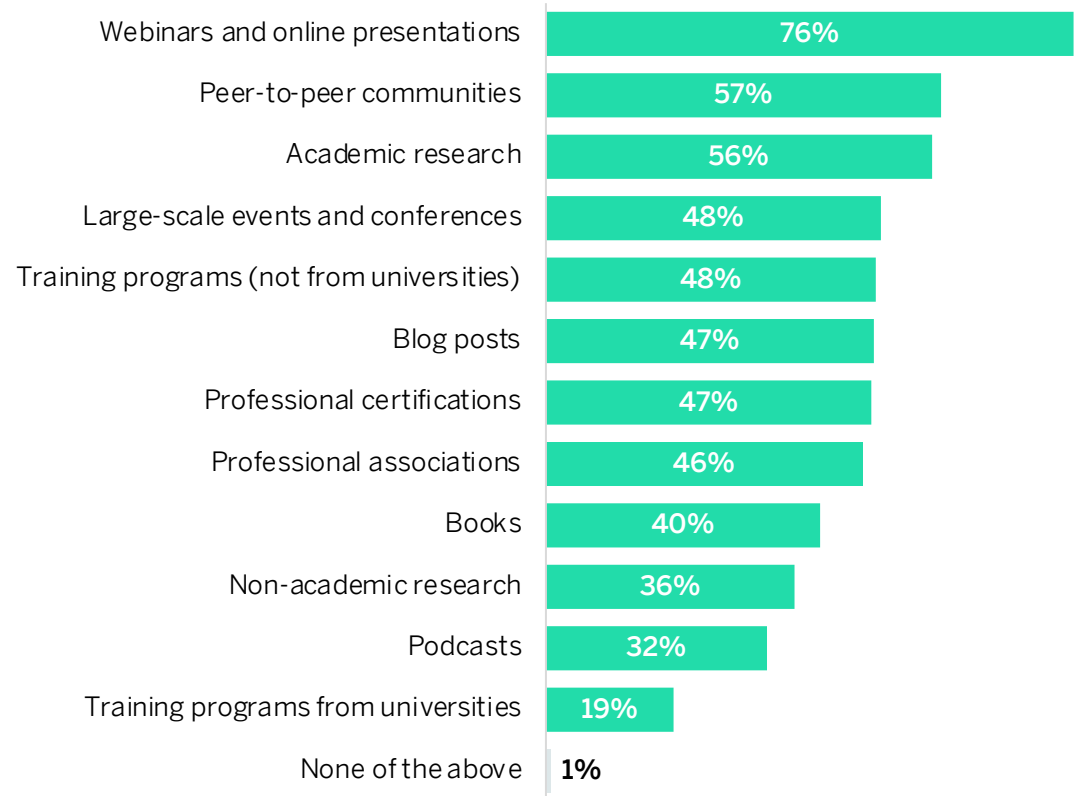 Webinars and online presentations 76%
Peer-to-peer communities 57%
Academic research 56%
Large-scale events and conferences 48%
Training programs (not from universities) 48%
Blog posts 47%
Professional certifications 47%
Professional associations 46%
Books 40%
Non-academic research 36%
Podcasts 32%
Training programs from universities 19%
None of the above 1%